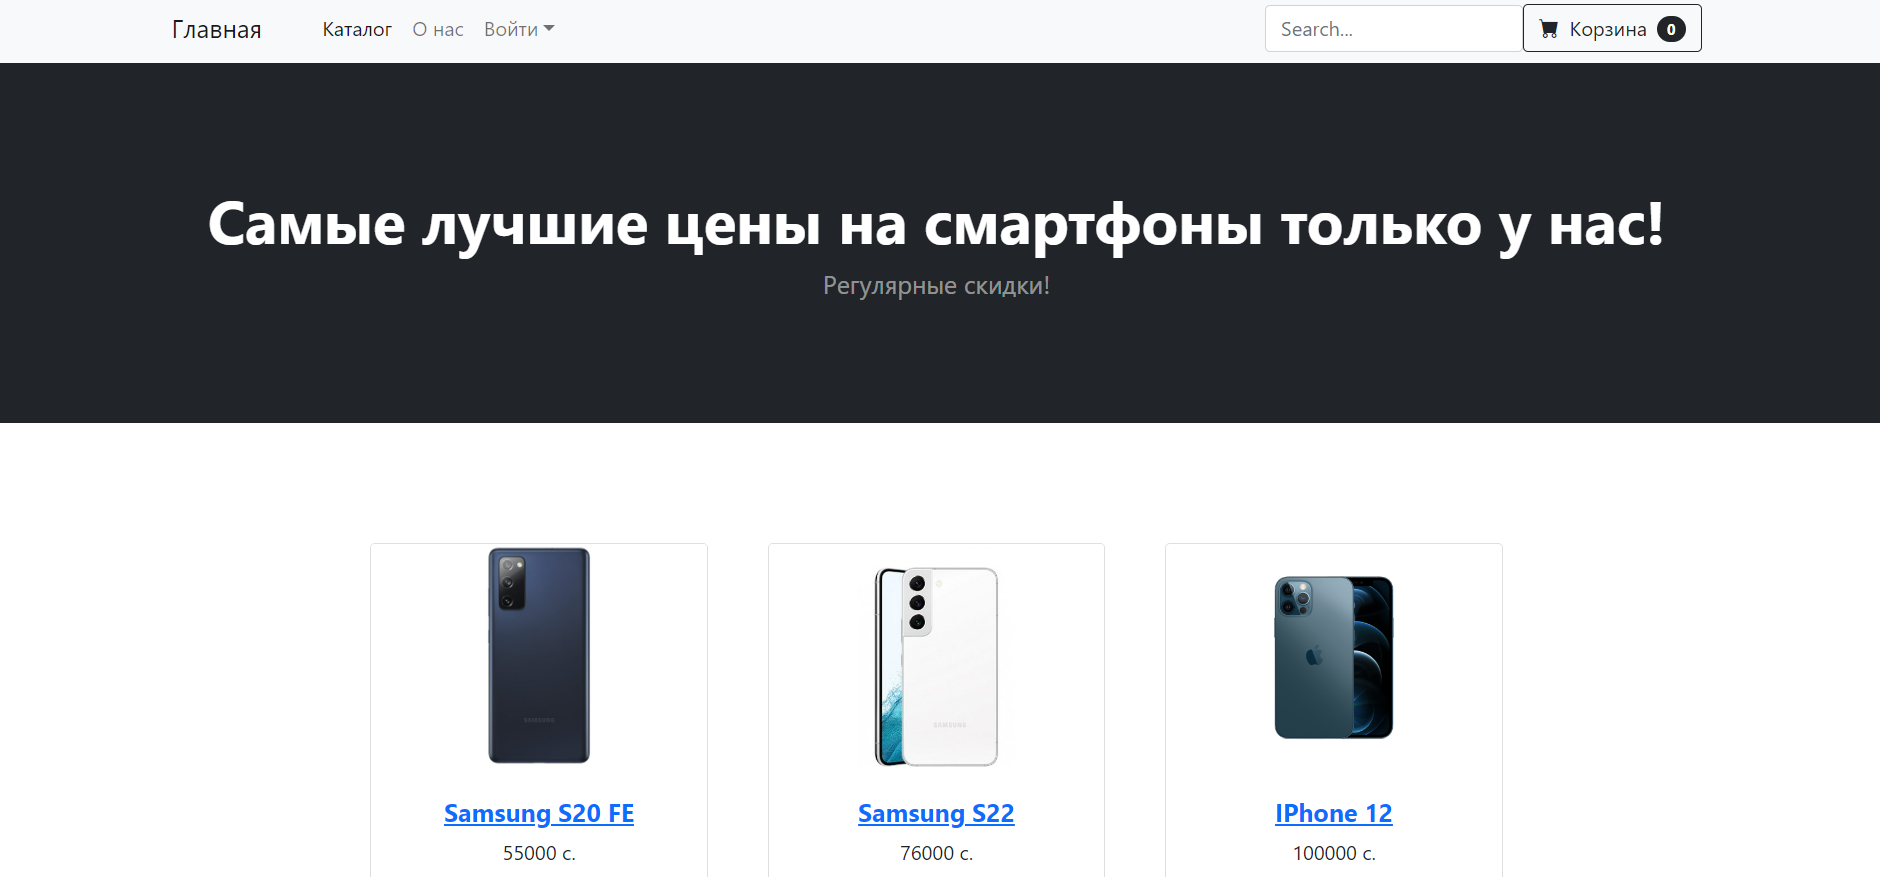 Главная Каталог О нас Войти Search... Корзина 0
Самые лучшие цены на смартфоны только у нас!
Регулярные скидки!
SAMSUNG SAMSUNG
Samsung S20 FE Samsung S22 IPhone 12
55000 с. 76000 с. 100000 с.